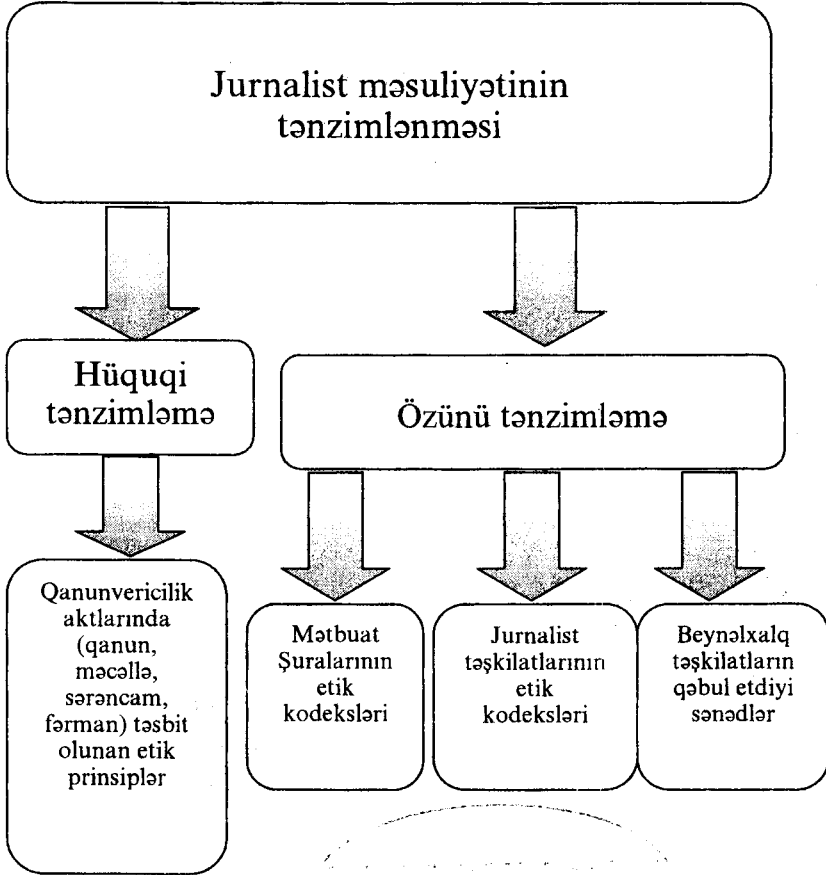 Jurnalist məsuliyətinin
tənzimlənməsi
Hüquqi
tənzimləmə
Özünü tənzimləmə
Qanunvericilik
aktlarında
(qanun,
məcəllə,
sərəncam,
fərman) təsbit
olunan etik
prinsiplər
Mətbuat
Şuralarının
etik
kodeksləri
Jurnalist
təşkilatlarının
etik
kodeksləri
Beynəlxalq
təşkilatların
qəbul etdiyi
sənədlər